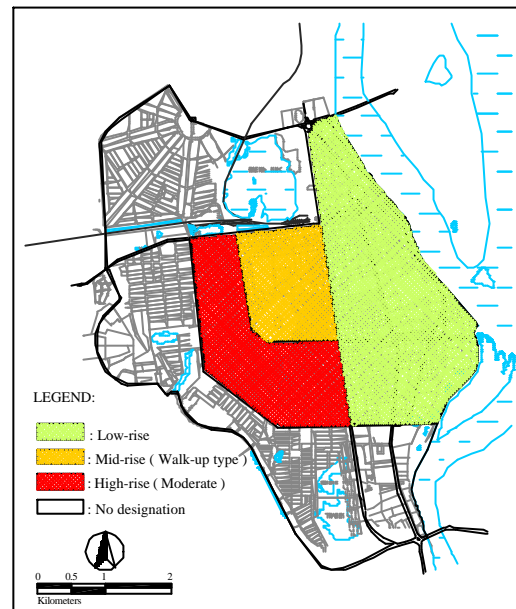 LEGEND:
: Low-rise
: Mid-rise ( Walk-up type )
: High-rise ( Moderate )
: No designation
0 0.5 1 2
Kilometers